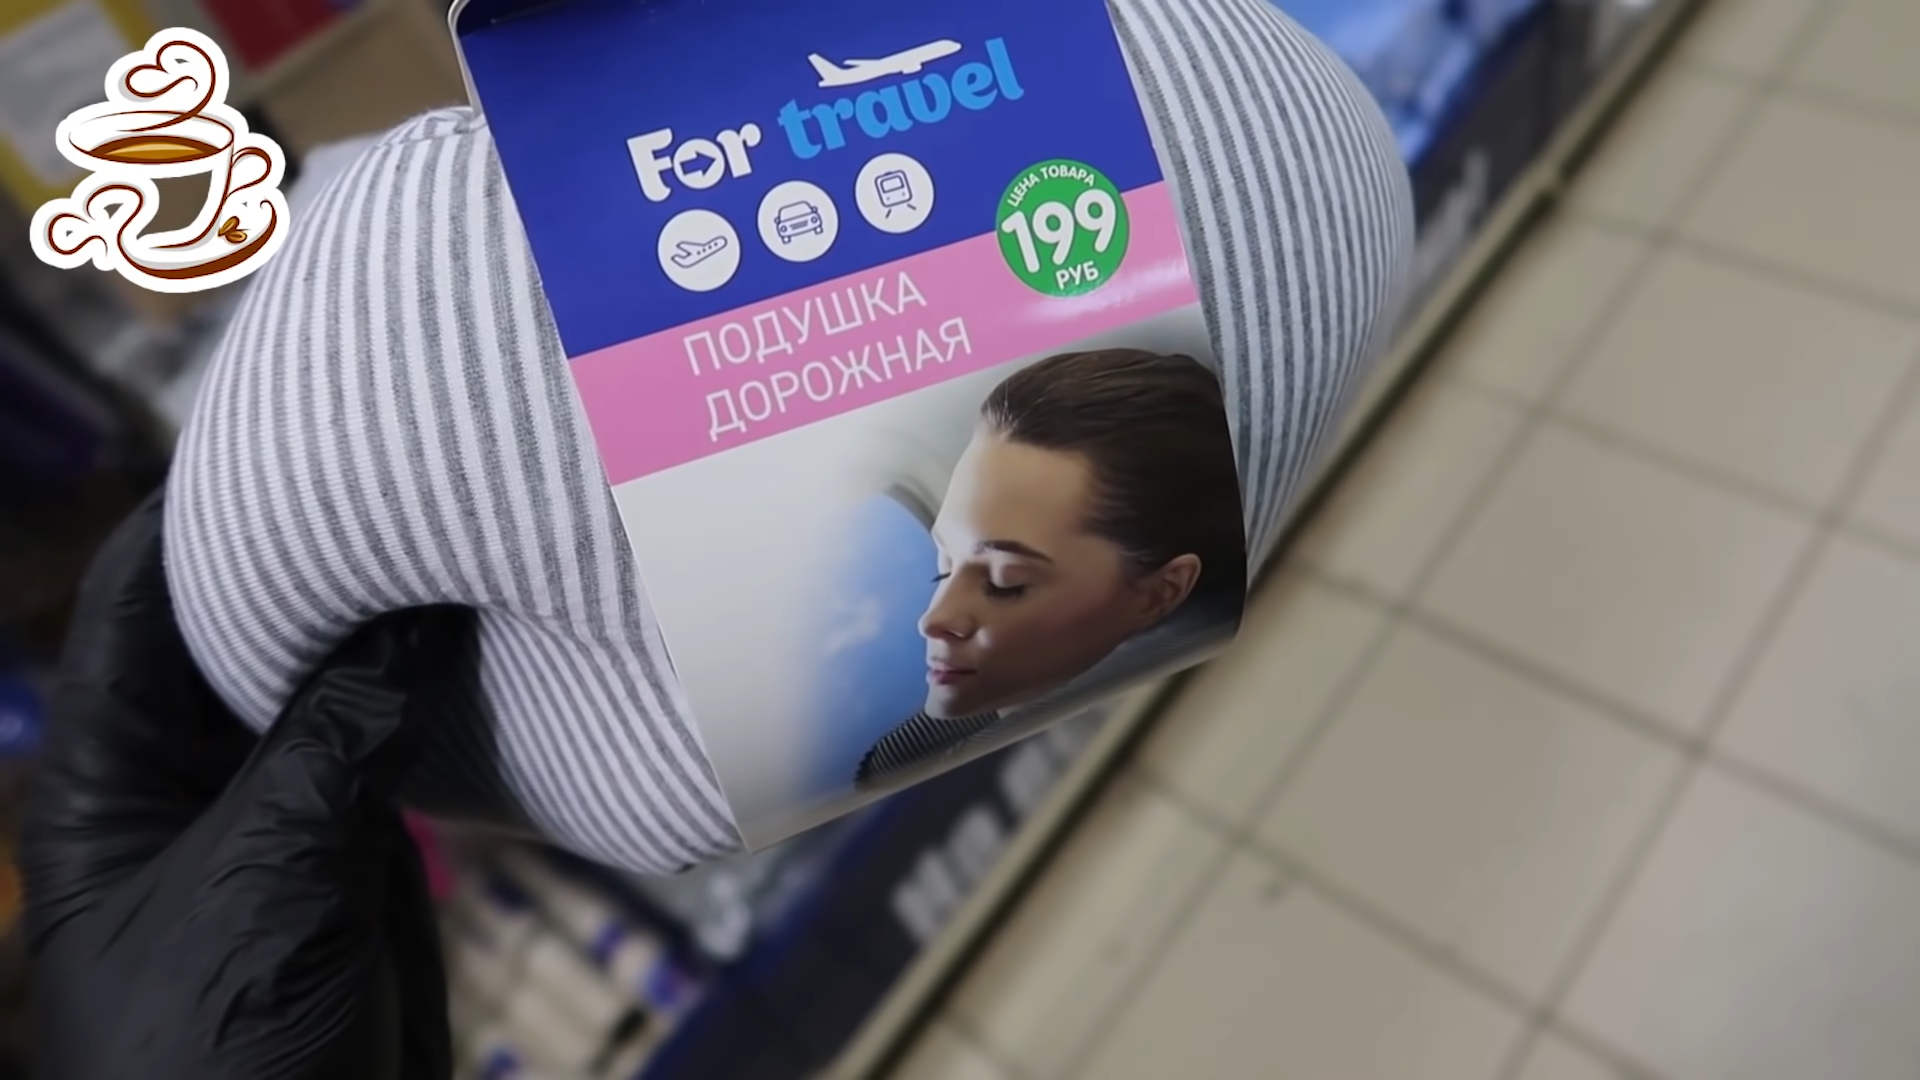 For travel
ЦЕНА ТОВАРА
199
РУБ
ПОДУШКА
ДОРОЖНАЯ